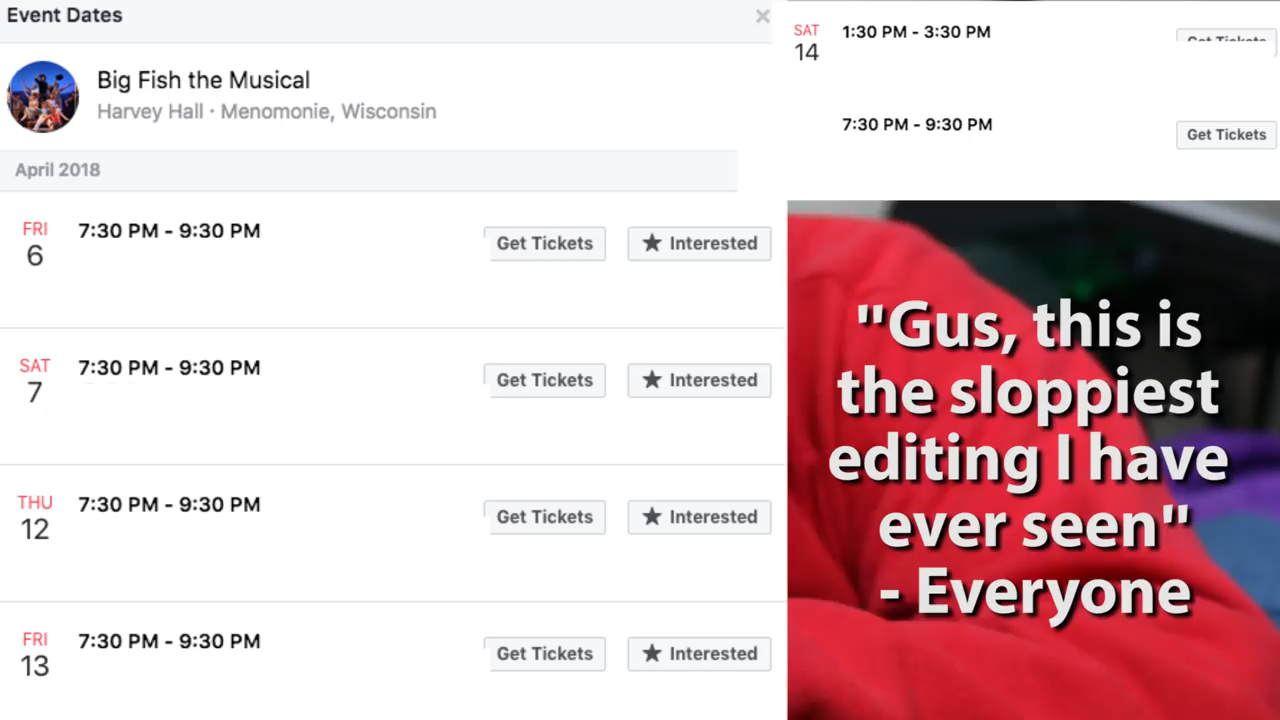 Event Dates
Big Fish the Musical
Harvey Hall · Menomonie, Wisconsin
April 2018
FRI
6
7:30 PM - 9:30 PM
Get Tickets
★ Interested
SAT
7
7:30 PM - 9:30 PM
Get Tickets
★ Interested
THU
12
7:30 PM - 9:30 PM
Get Tickets
★ Interested
FRI
13
7:30 PM - 9:30 PM
Get Tickets
★ Interested
SAT
14
1:30 PM - 3:30 PM
Get Tickets
7:30 PM - 9:30 PM
Get Tickets
"Gus, this is
the sloppiest
editing I have
ever seen"
- Everyone